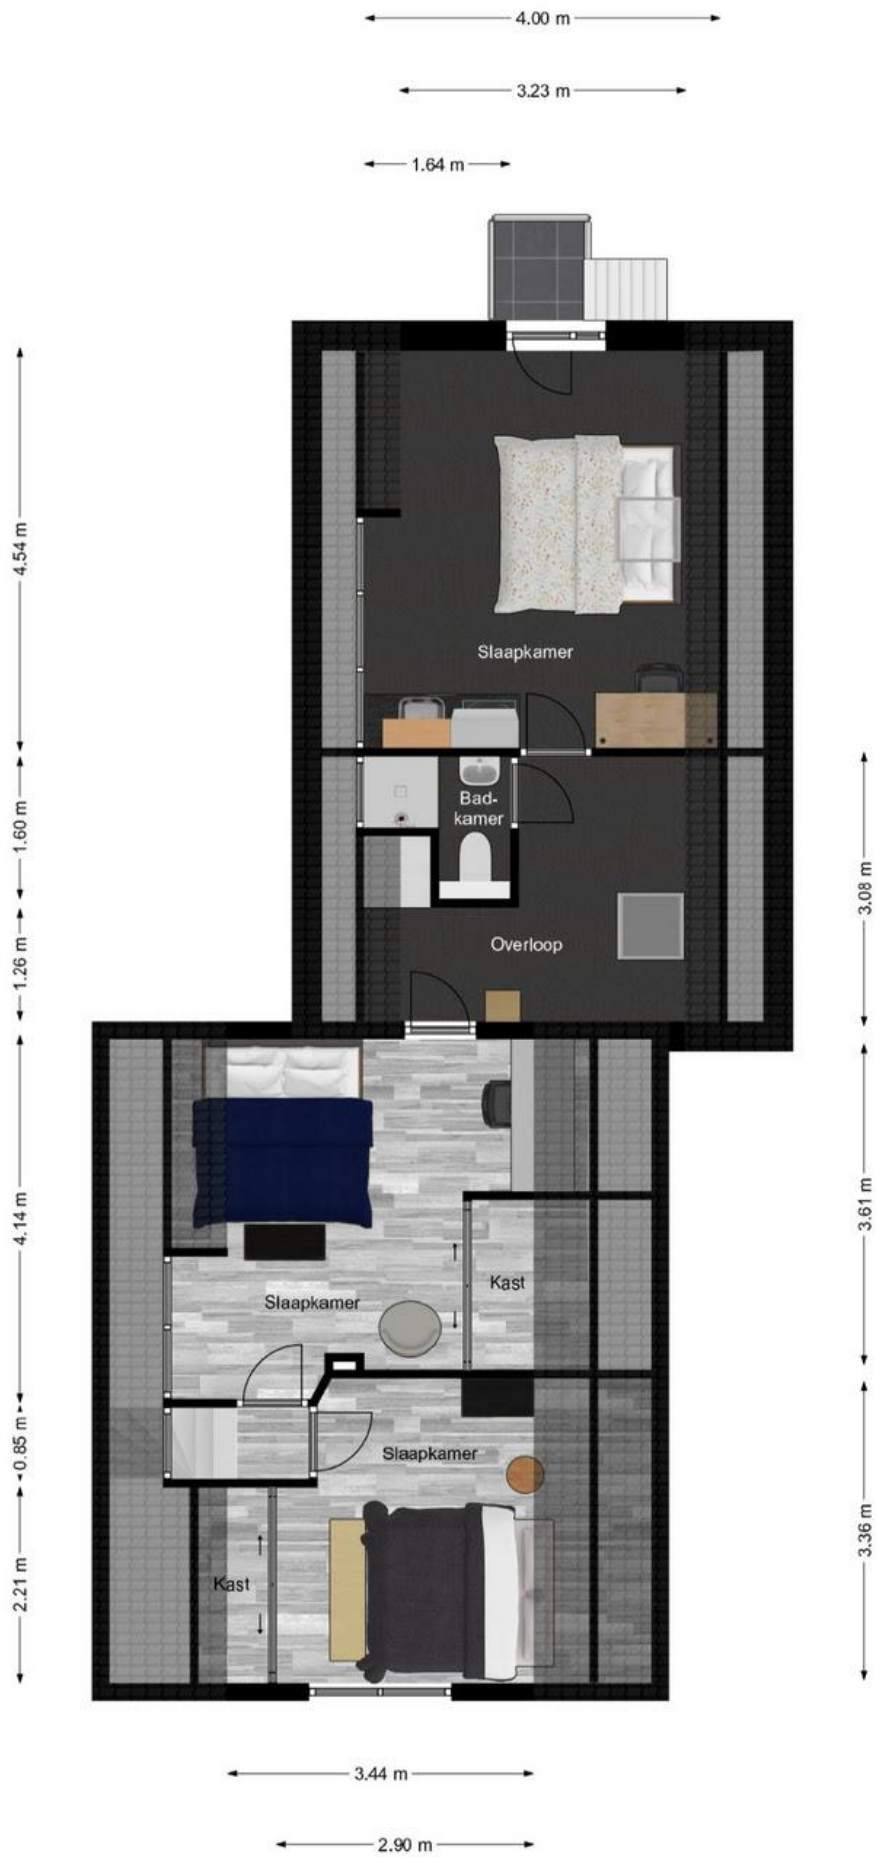 4.00 m
3.23 m
1.64 m
4.54 m
Slaapkamer
1.60 m
Bad-
kamer
3.08 m
1.26 m
Overloop
4.14 m
3.61 m
Kast
Slaapkamer
0.85 m
Slaapkamer
3.36 m
2.21 m
Kast
3.44 m
2.90 m